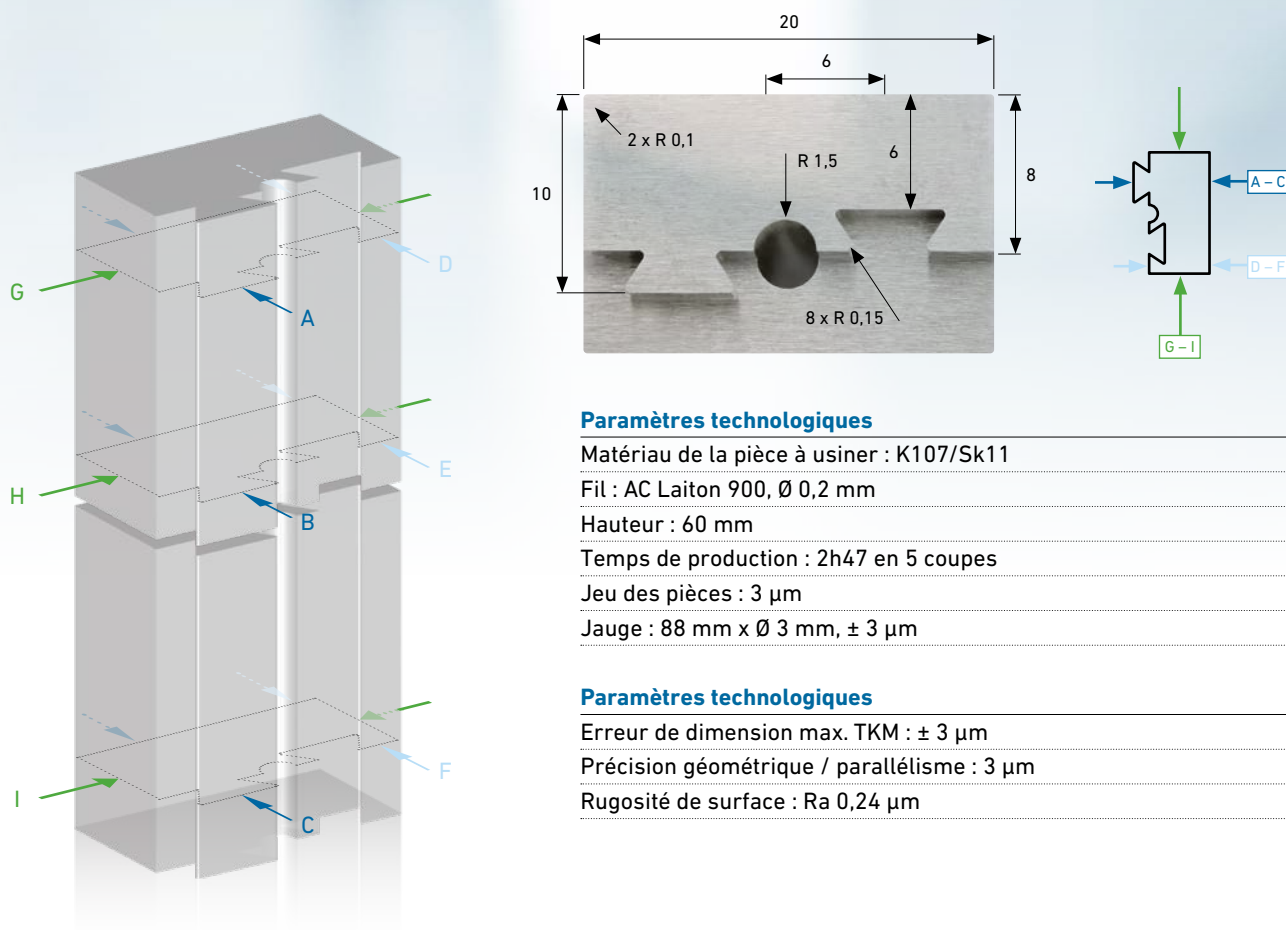 G
H
I
A
B
C
D
E
F
20
6
2 x R 0,1
R 1,5
6
10
8
8 x R 0,15
A – C
D – F
G – I
Paramètres technologiques
Matériau de la pièce à usiner : K107/Sk11
Fil : AC Laiton 900, Ø 0,2 mm
Hauteur : 60 mm
Temps de production : 2h47 en 5 coupes
Jeu des pièces : 3 µm
Jauge : 88 mm x Ø 3 mm, ± 3 µm
Paramètres technologiques
Erreur de dimension max. TKM : ± 3 µm
Précision géométrique / parallélisme : 3 µm
Rugosité de surface : Ra 0,24 µm